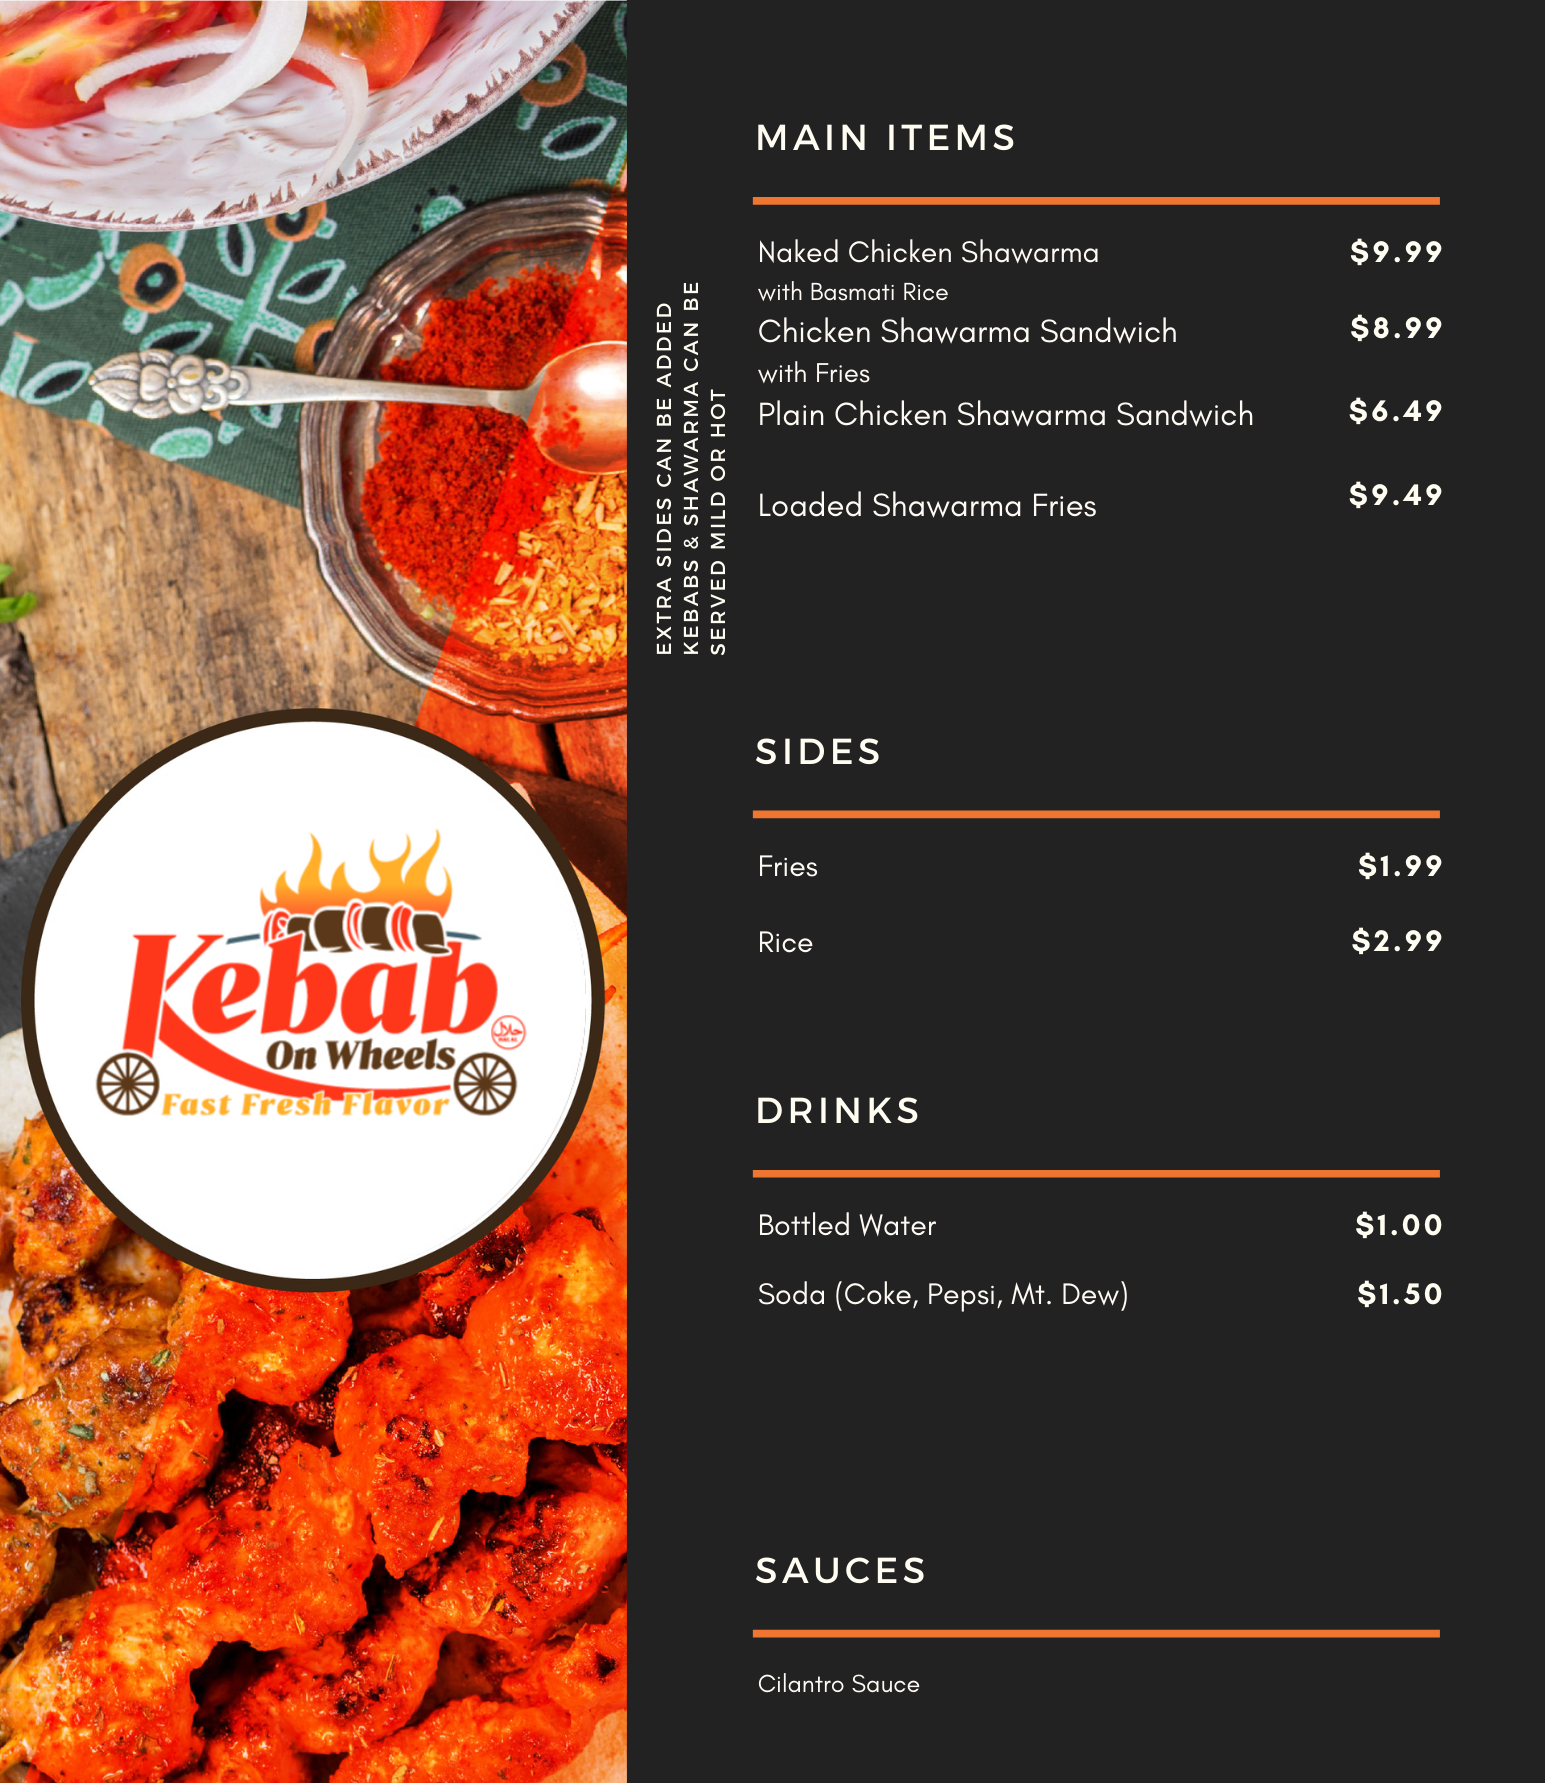 MAIN ITEMS
Naked Chicken Shawarma $9.99
with Basmati Rice
Chicken Shawarma Sandwich $8.99
with Fries
Plain Chicken Shawarma Sandwich $6.49
Loaded Shawarma Fries $9.49
EXTRA SIDES CAN BE ADDED
KEBABS & SHAWARMA CAN BE
SERVED MILD OR HOT
SIDES
Fries $1.99
Rice $2.99
Kebab
On Wheels
Fast Fresh Flavor
حلال
DRINKS
Bottled Water $1.00
Soda (Coke, Pepsi, Mt. Dew) $1.50
SAUCES
Cilantro Sauce